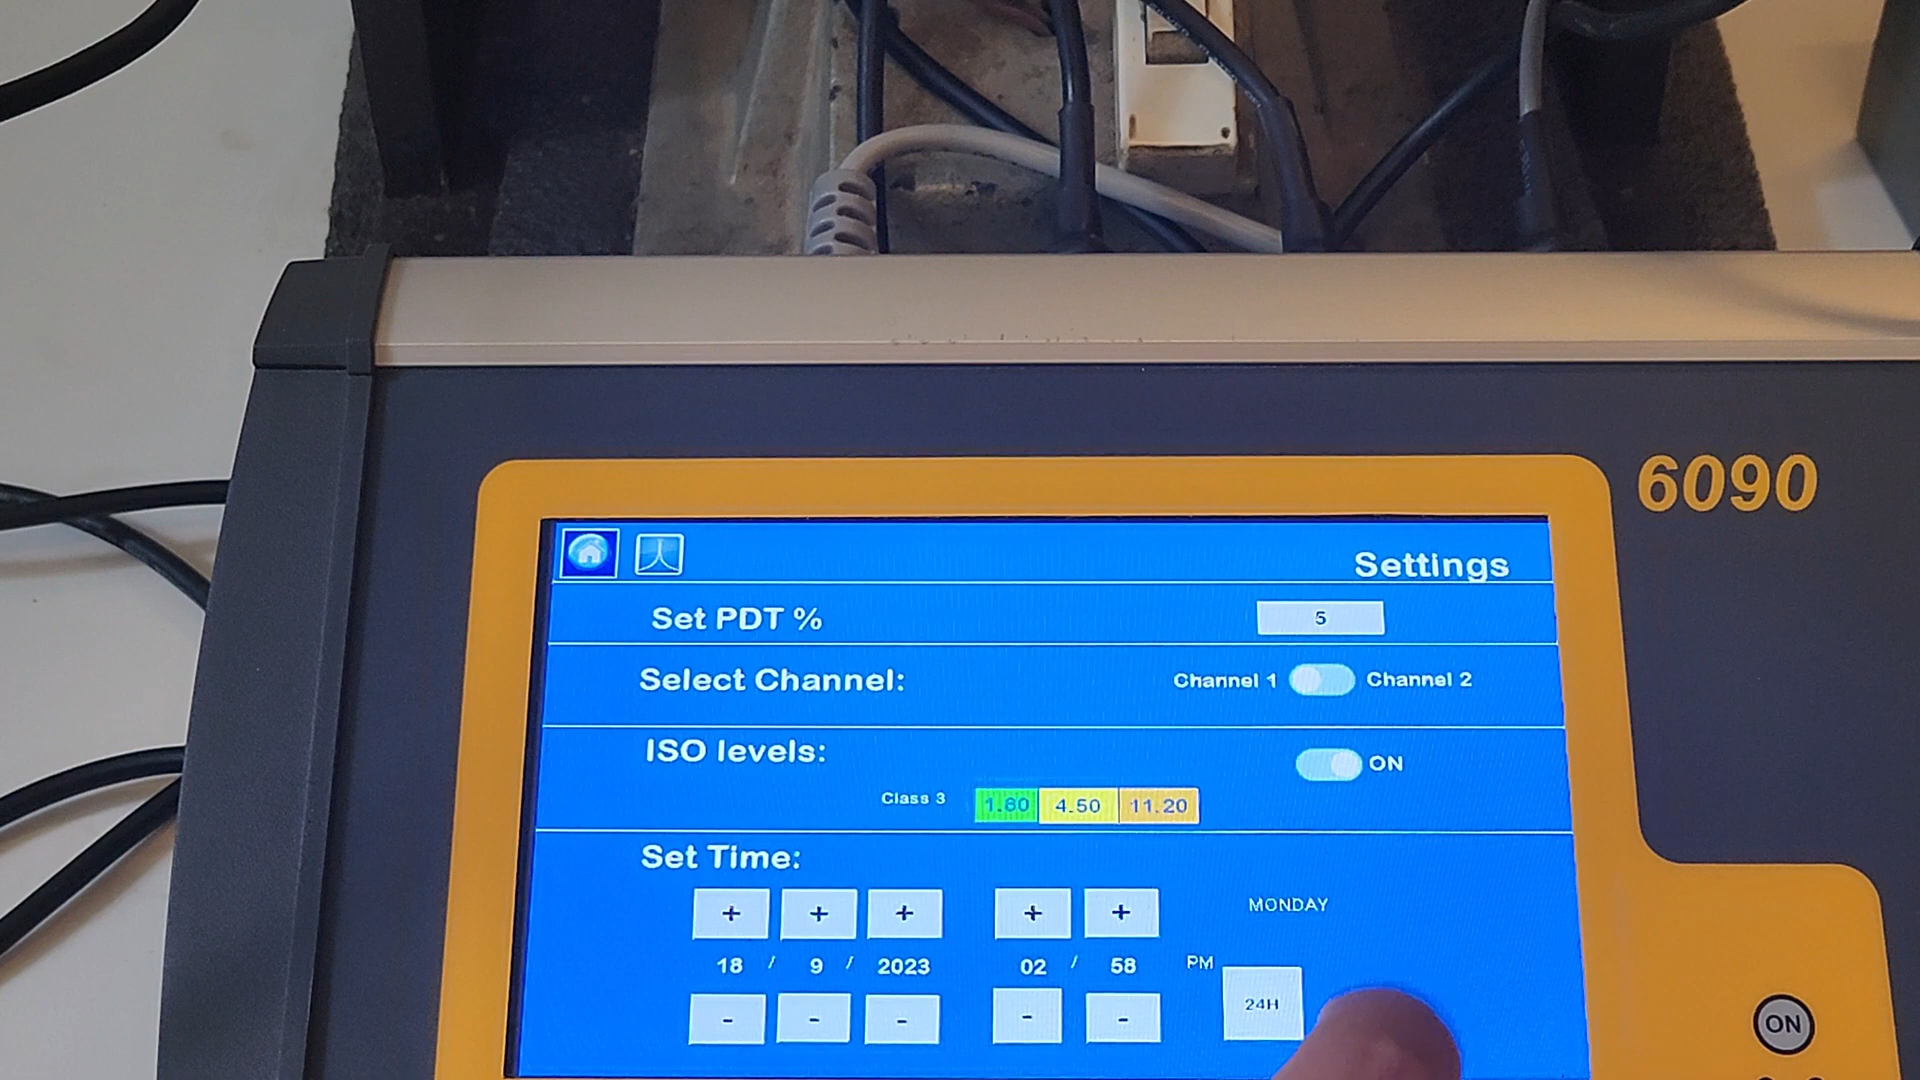 6090
Settings
Set PDT % 5
Select Channel: Channel 1 Channel 2
ISO levels: ON
Class 3 1.80 4.50 11.20
Set Time:
+ + + + + MONDAY
18 / 9 / 2023 02 / 58 PM
- - - - - 24H
ON